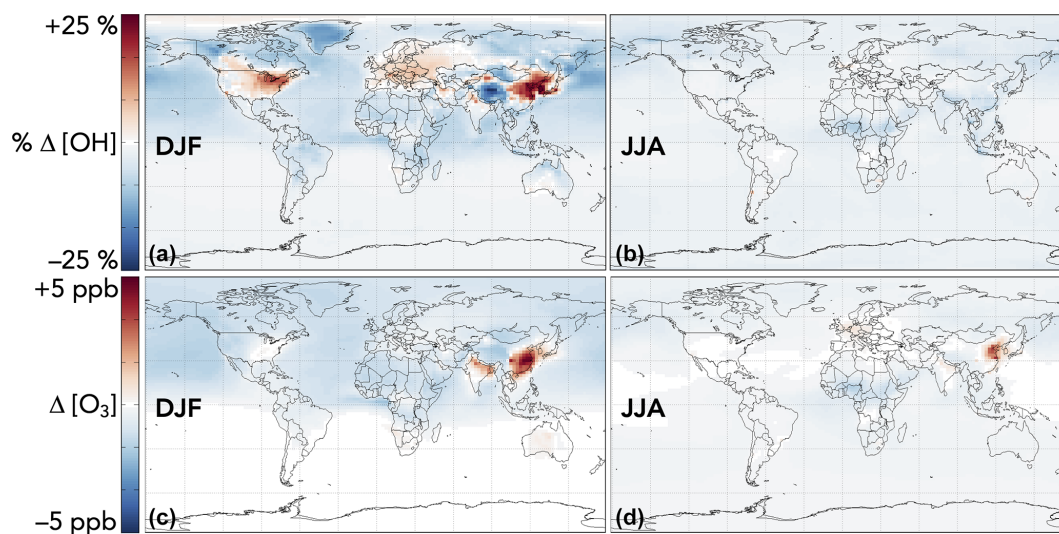 +25 %
% Δ [OH]
–25 %
DJF
(a)
JJA
(b)
+5 ppb
Δ [O₃]
–5 ppb
DJF
(c)
JJA
(d)